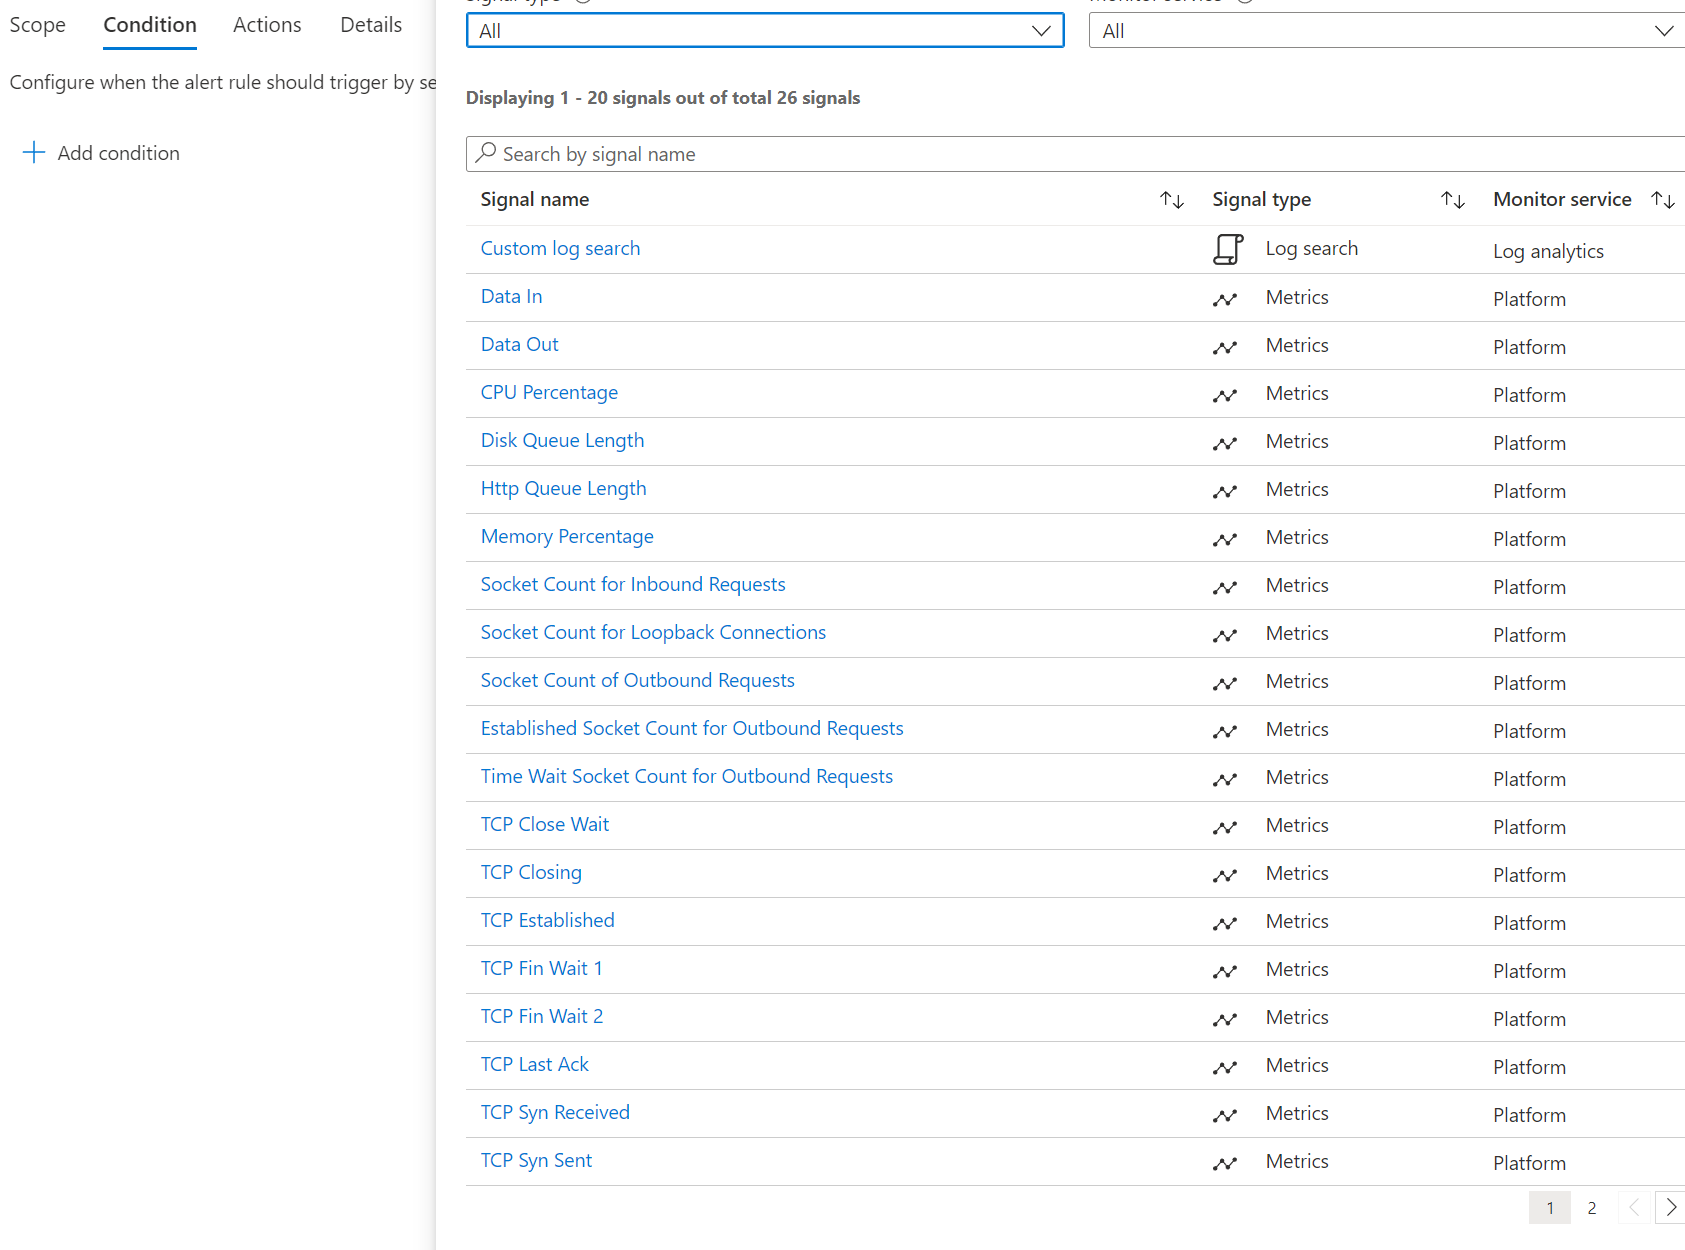 Scope Condition Actions Details
Configure when the alert rule should trigger by se
Add condition
Signal type
Monitor service
All
All
Displaying 1 - 20 signals out of total 26 signals
Search by signal name
Signal name Signal type Monitor service
Custom log search Log search Log analytics
Data In Metrics Platform
Data Out Metrics Platform
CPU Percentage Metrics Platform
Disk Queue Length Metrics Platform
Http Queue Length Metrics Platform
Memory Percentage Metrics Platform
Socket Count for Inbound Requests Metrics Platform
Socket Count for Loopback Connections Metrics Platform
Socket Count of Outbound Requests Metrics Platform
Established Socket Count for Outbound Requests Metrics Platform
Time Wait Socket Count for Outbound Requests Metrics Platform
TCP Close Wait Metrics Platform
TCP Closing Metrics Platform
TCP Established Metrics Platform
TCP Fin Wait 1 Metrics Platform
TCP Fin Wait 2 Metrics Platform
TCP Last Ack Metrics Platform
TCP Syn Received Metrics Platform
TCP Syn Sent Metrics Platform
1 2